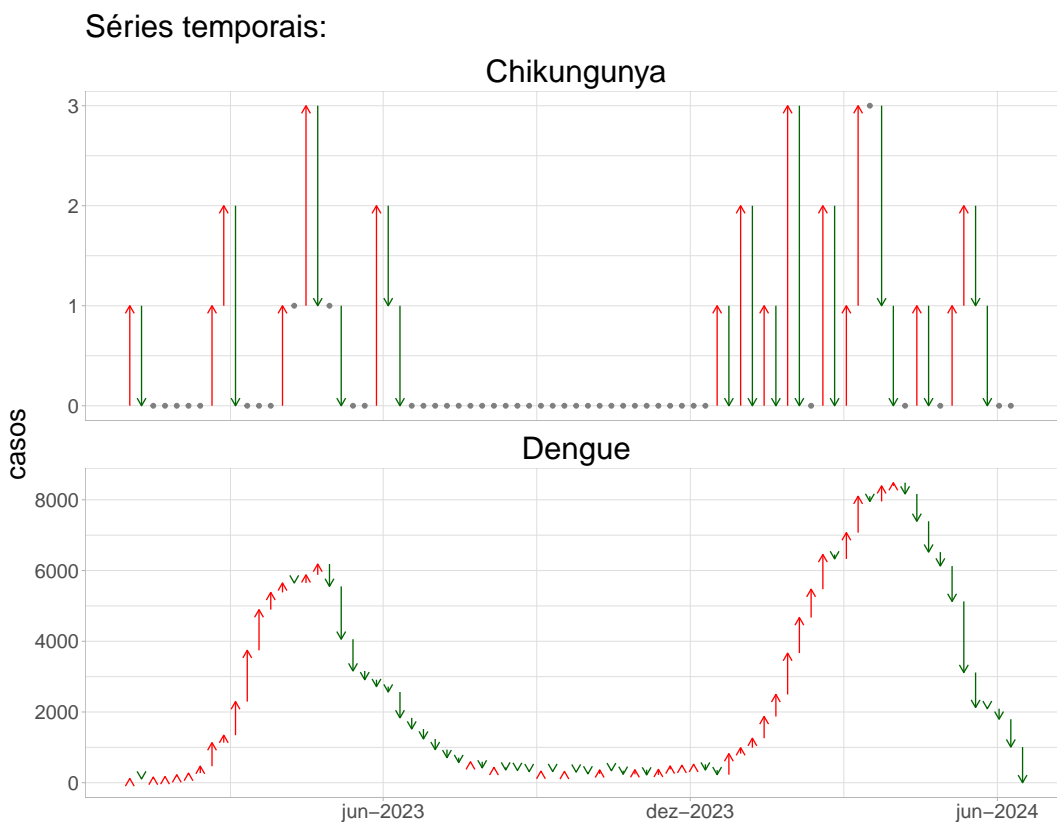 Séries temporais:
Chikungunya
3
2
1
0
casos
Dengue
8000
6000
4000
2000
0
jun−2023
dez−2023
jun−2024